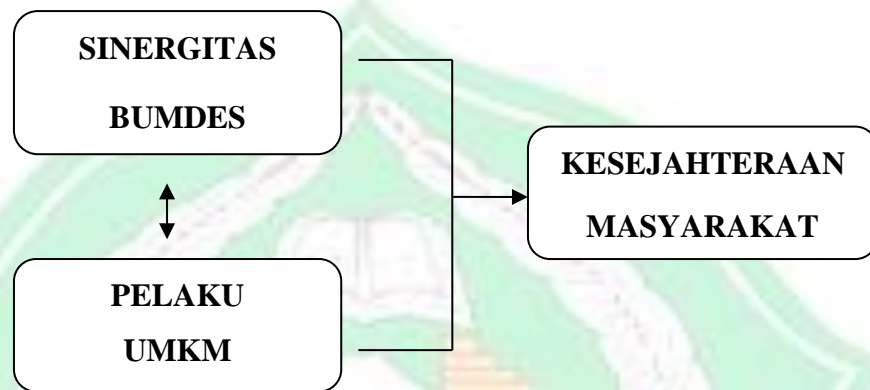 SINERGITAS
BUMDES
KESEJAHTERAAN
MASYARAKAT
PELAKU
UMKM